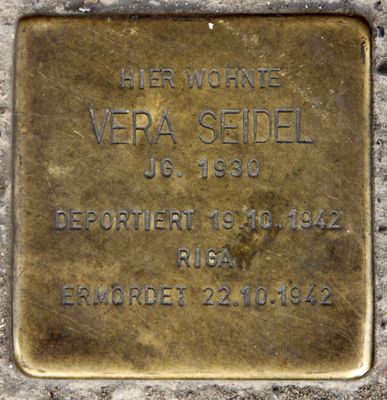 HIER WOHNTE
VERA SEIDEL
JG. 1930
DEPORTIERT 19.10.1942
RIGA
ERMORDET 22.10.1942